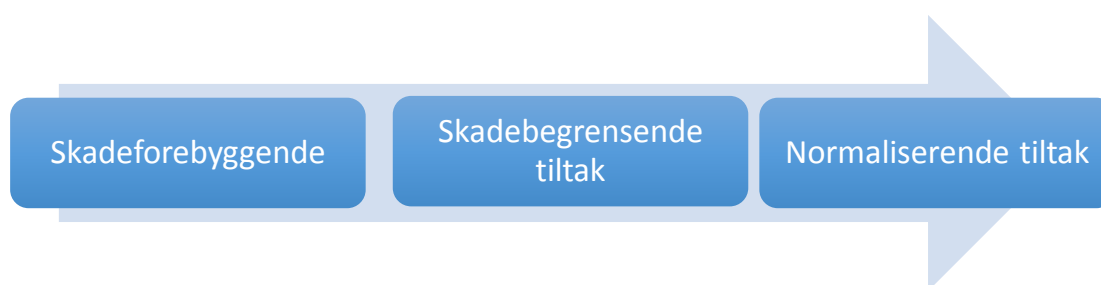 Skadeforebyggende
Skadebegrensende
tiltak
Normaliserende tiltak